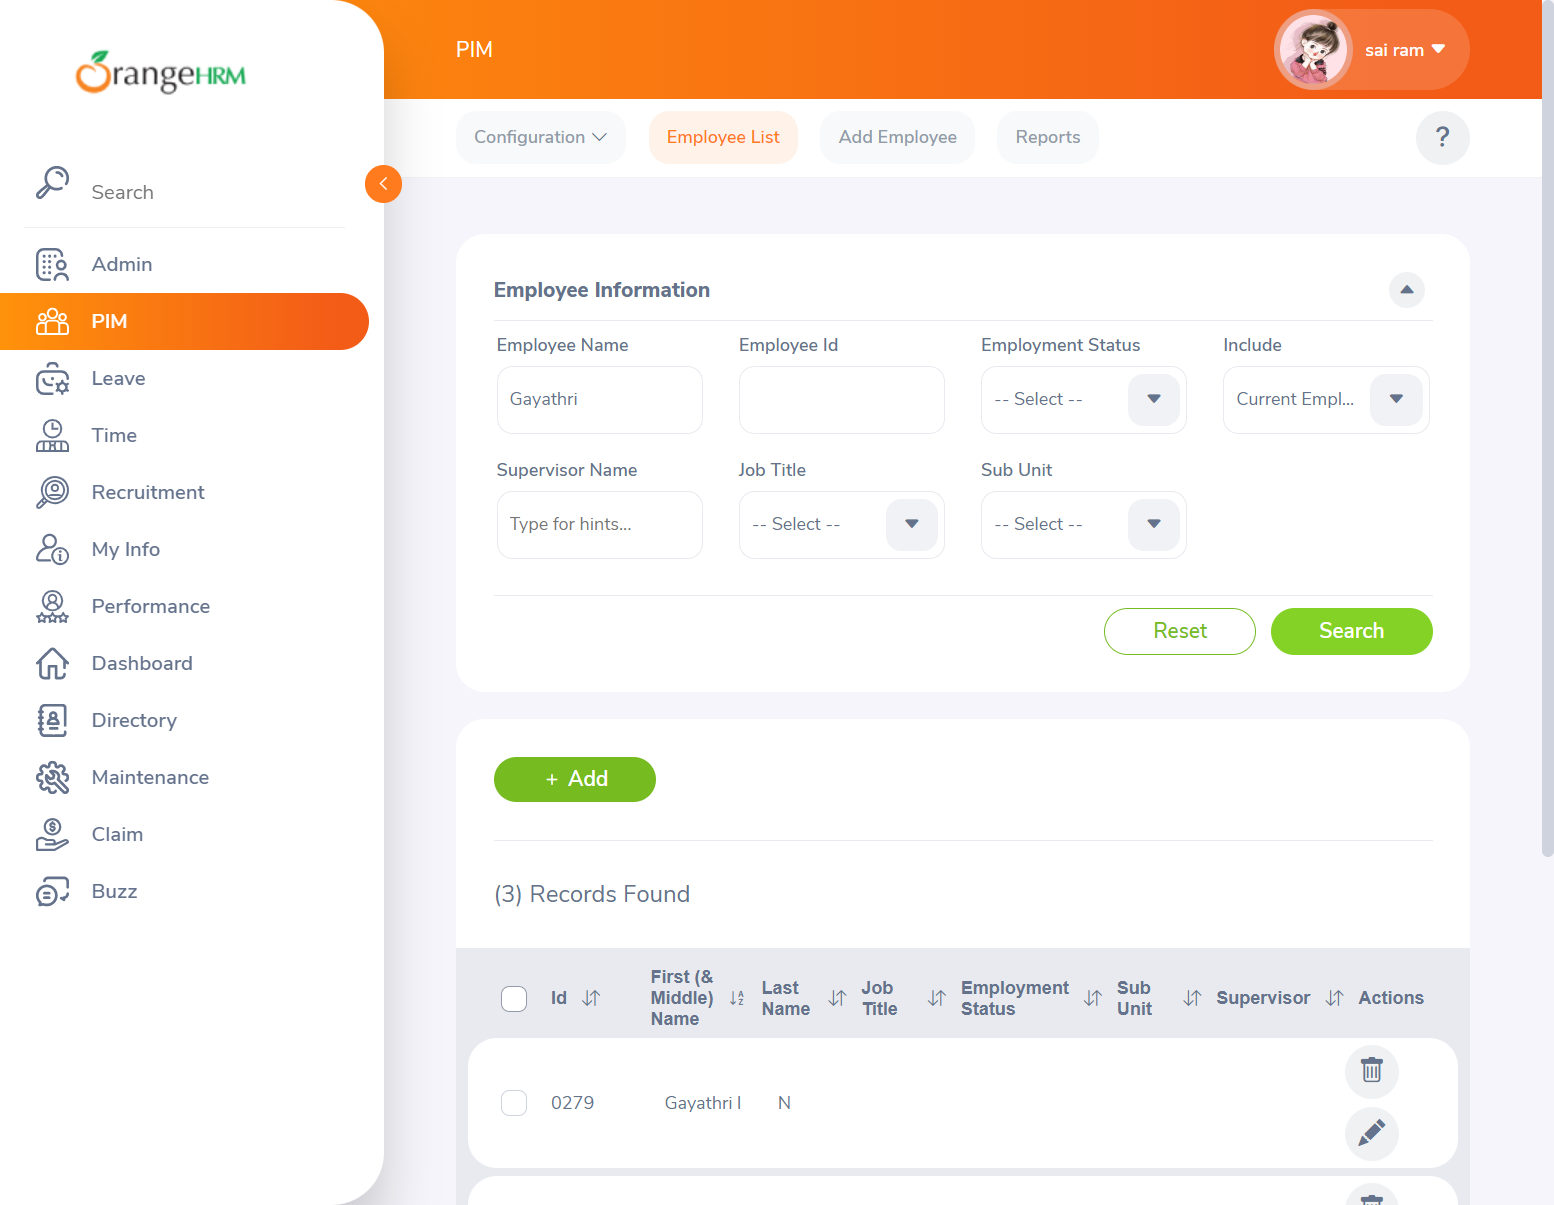 OrangeHRM
PIM
sai ram
Configuration
Employee List
Add Employee
Reports
?
Search
Admin
PIM
Leave
Time
Recruitment
My Info
Performance
Dashboard
Directory
Maintenance
Claim
Buzz
Employee Information
Employee Name
Employee Id
Employment Status
Include
Gayathri
-- Select --
Current Empl...
Supervisor Name
Job Title
Sub Unit
Type for hints...
-- Select --
-- Select --
Reset
Search
+ Add
(3) Records Found
Id
First (& Middle) Name
Last Name
Job Title
Employment Status
Sub Unit
Supervisor
Actions
0279
Gayathri I
N